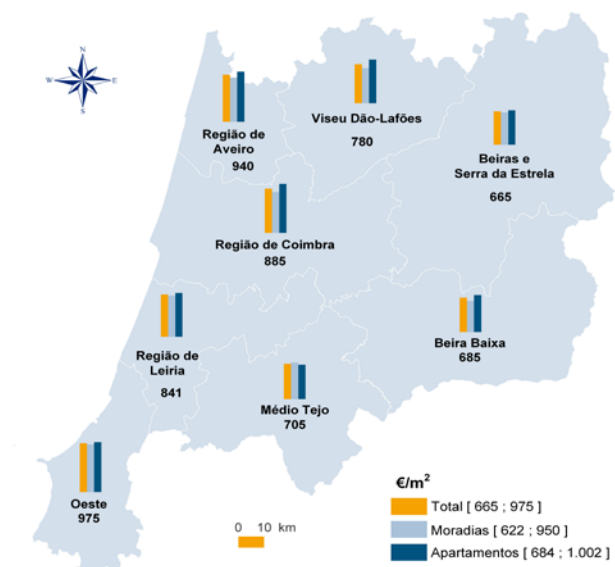 N
W
E
S
Viseu Dão-Lafões
780
Região de
Aveiro
940
Beiras e
Serra da Estrela
665
Região de Coimbra
885
Beira Baixa
685
Região de
Leiria
841
Médio Tejo
705
Oeste
975
€/m²
Total [ 665 ; 975 ]
Moradias [ 622 ; 950 ]
Apartamentos [ 684 ; 1.002 ]
0 10 km